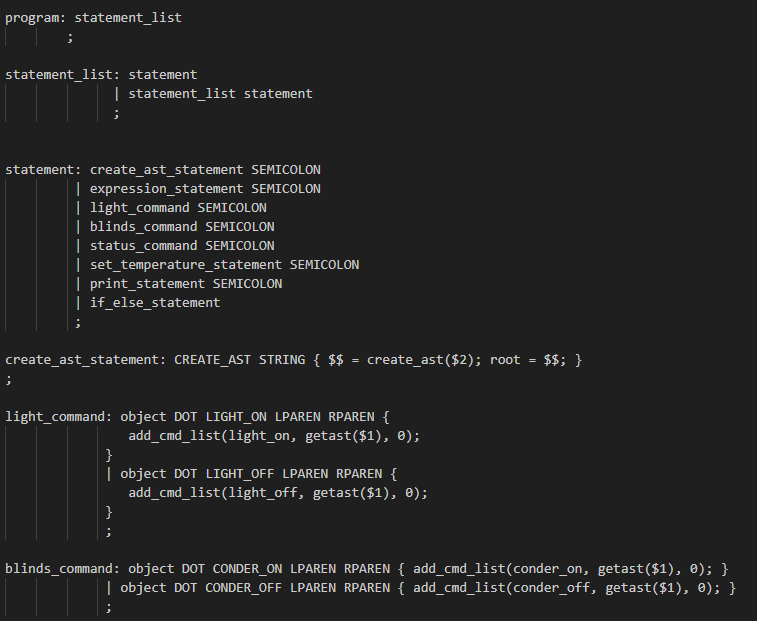 program: statement_list
;
statement_list: statement
| statement_list statement
;
statement: create_ast_statement SEMICOLON
| expression_statement SEMICOLON
| light_command SEMICOLON
| blinds_command SEMICOLON
| status_command SEMICOLON
| set_temperature_statement SEMICOLON
| print_statement SEMICOLON
| if_else_statement
;
create_ast_statement: CREATE_AST STRING { $$ = create_ast($2); root = $$; }
;
light_command: object DOT LIGHT_ON LPAREN RPAREN {
add_cmd_list(light_on, getast($1), 0);
}
| object DOT LIGHT_OFF LPAREN RPAREN {
add_cmd_list(light_off, getast($1), 0);
}
;
blinds_command: object DOT CONDER_ON LPAREN RPAREN { add_cmd_list(conder_on, getast($1), 0); }
| object DOT CONDER_OFF LPAREN RPAREN { add_cmd_list(conder_off, getast($1), 0); }
;